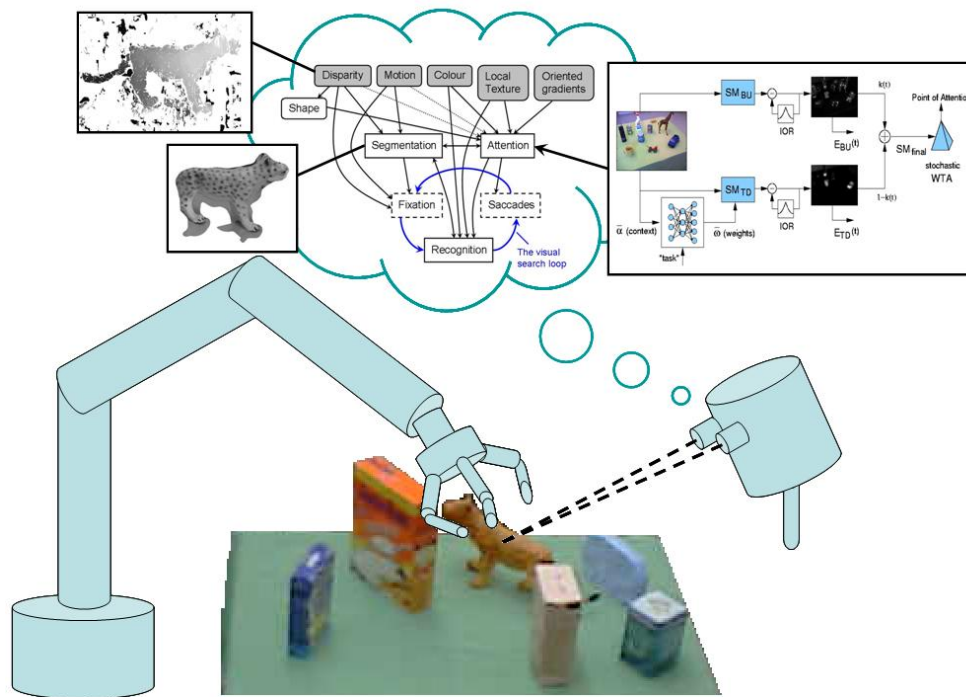 Disparity
Motion
Colour
Local
Texture
Oriented
gradients
Shape
Segmentation
Attention
Fixation
Saccades
Recognition
The visual
search loop
SM BU
IOR
k(t)
E BU (t)
Point of Attentio
SM final
stochastic
WTA
SM TD
IOR
1-k(t)
E TD (t)
α (context)
ω (weights)
"task"